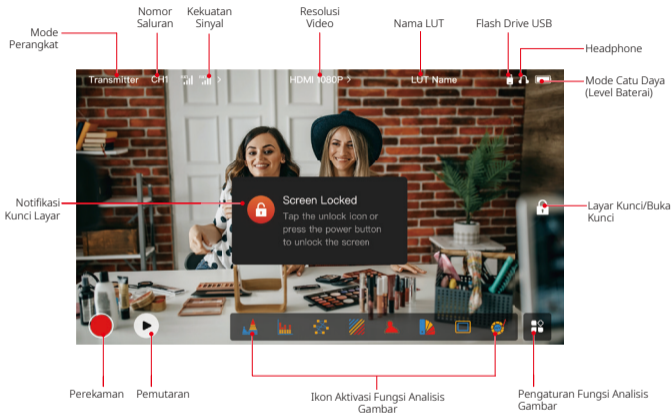 Mode
Perangkat
Nomor
Saluran
Kekuatan
Sinyal
Resolusi
Video
Nama LUT
Flash Drive USB
Headphone
Mode Catu Daya
(Level Baterai)
Transmitter
CH1
HDMI 1080P >
LUT Name
Notifikasi
Kunci Layar
Screen Locked
Tap the unlock icon or
press the power button
to unlock the screen
Layar Kunci/Buka
Kunci
Perekaman
Pemutaran
Ikon Aktivasi Fungsi Analisis
Gambar
Pengaturan Fungsi Analisis
Gambar